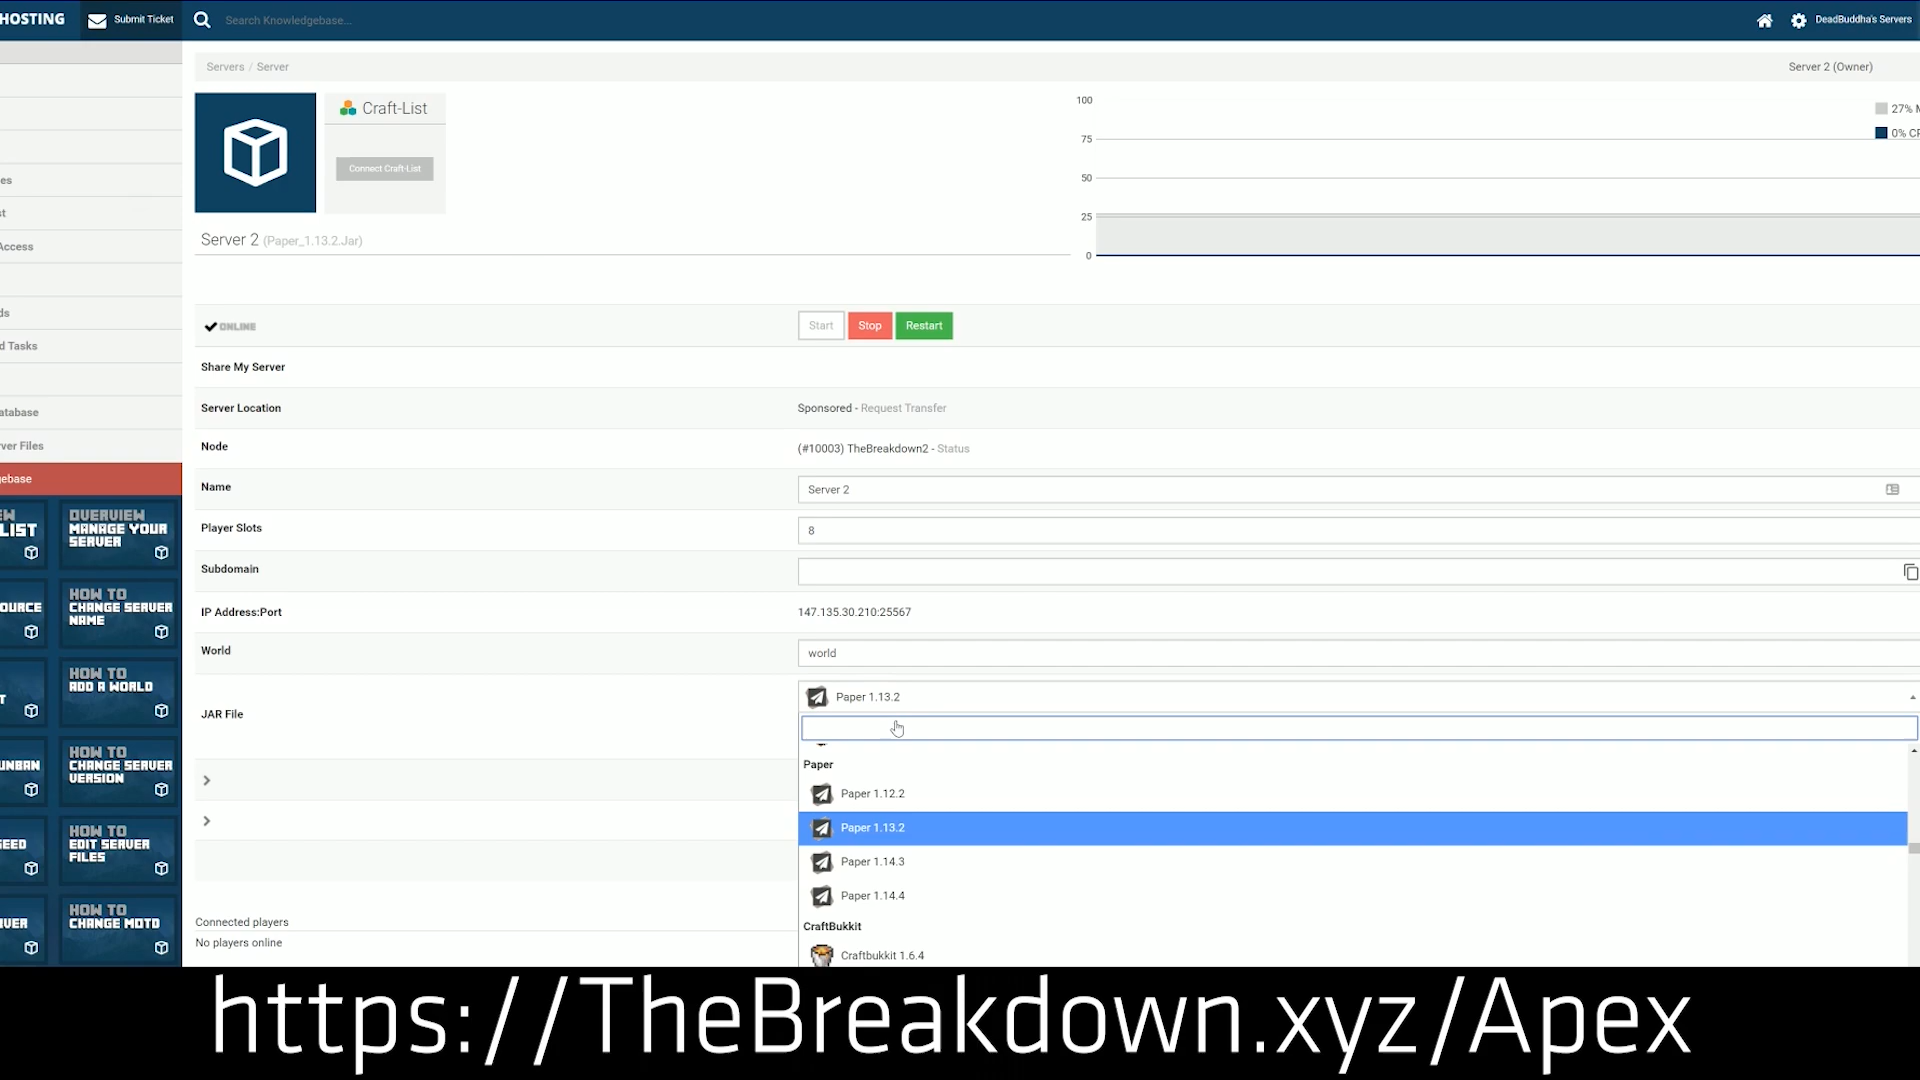 HOSTING
Submit Ticket
Search Knowledgebase...
DeadBuddha's Servers
Servers / Server
Server 2 (Owner)
Craft-List
Connect Craft-List
100
75
50
25
0
27% M
0% CP
Server 2 (Paper_1.13.2.Jar)
es
st
Access
ds
d Tasks
atabase
ver Files
gebase
ONLINE
Start
Stop
Restart
Share My Server
Server Location
Sponsored - Request Transfer
Node
(#10003) TheBreakdown2 - Status
Name
Server 2
Player Slots
8
Subdomain
IP Address:Port
147.135.30.210:25567
World
world
JAR File
Paper 1.13.2
Paper
Paper 1.12.2
Paper 1.13.2
Paper 1.14.3
Paper 1.14.4
CraftBukkit
Craftbukkit 1.6.4
EW
LIST
OVERVIEW
MANAGE YOUR
SERVER
OURCE
HOW TO
CHANGE SERVER
NAME
T
HOW TO
ADD A WORLD
UNBAN
HOW TO
CHANGE SERVER
VERSION
SEED
HOW TO
EDIT SERVER
FILES
VER
HOW TO
CHANGE MOTD
Connected players
No players online
https://TheBreakdown.xyz/Apex